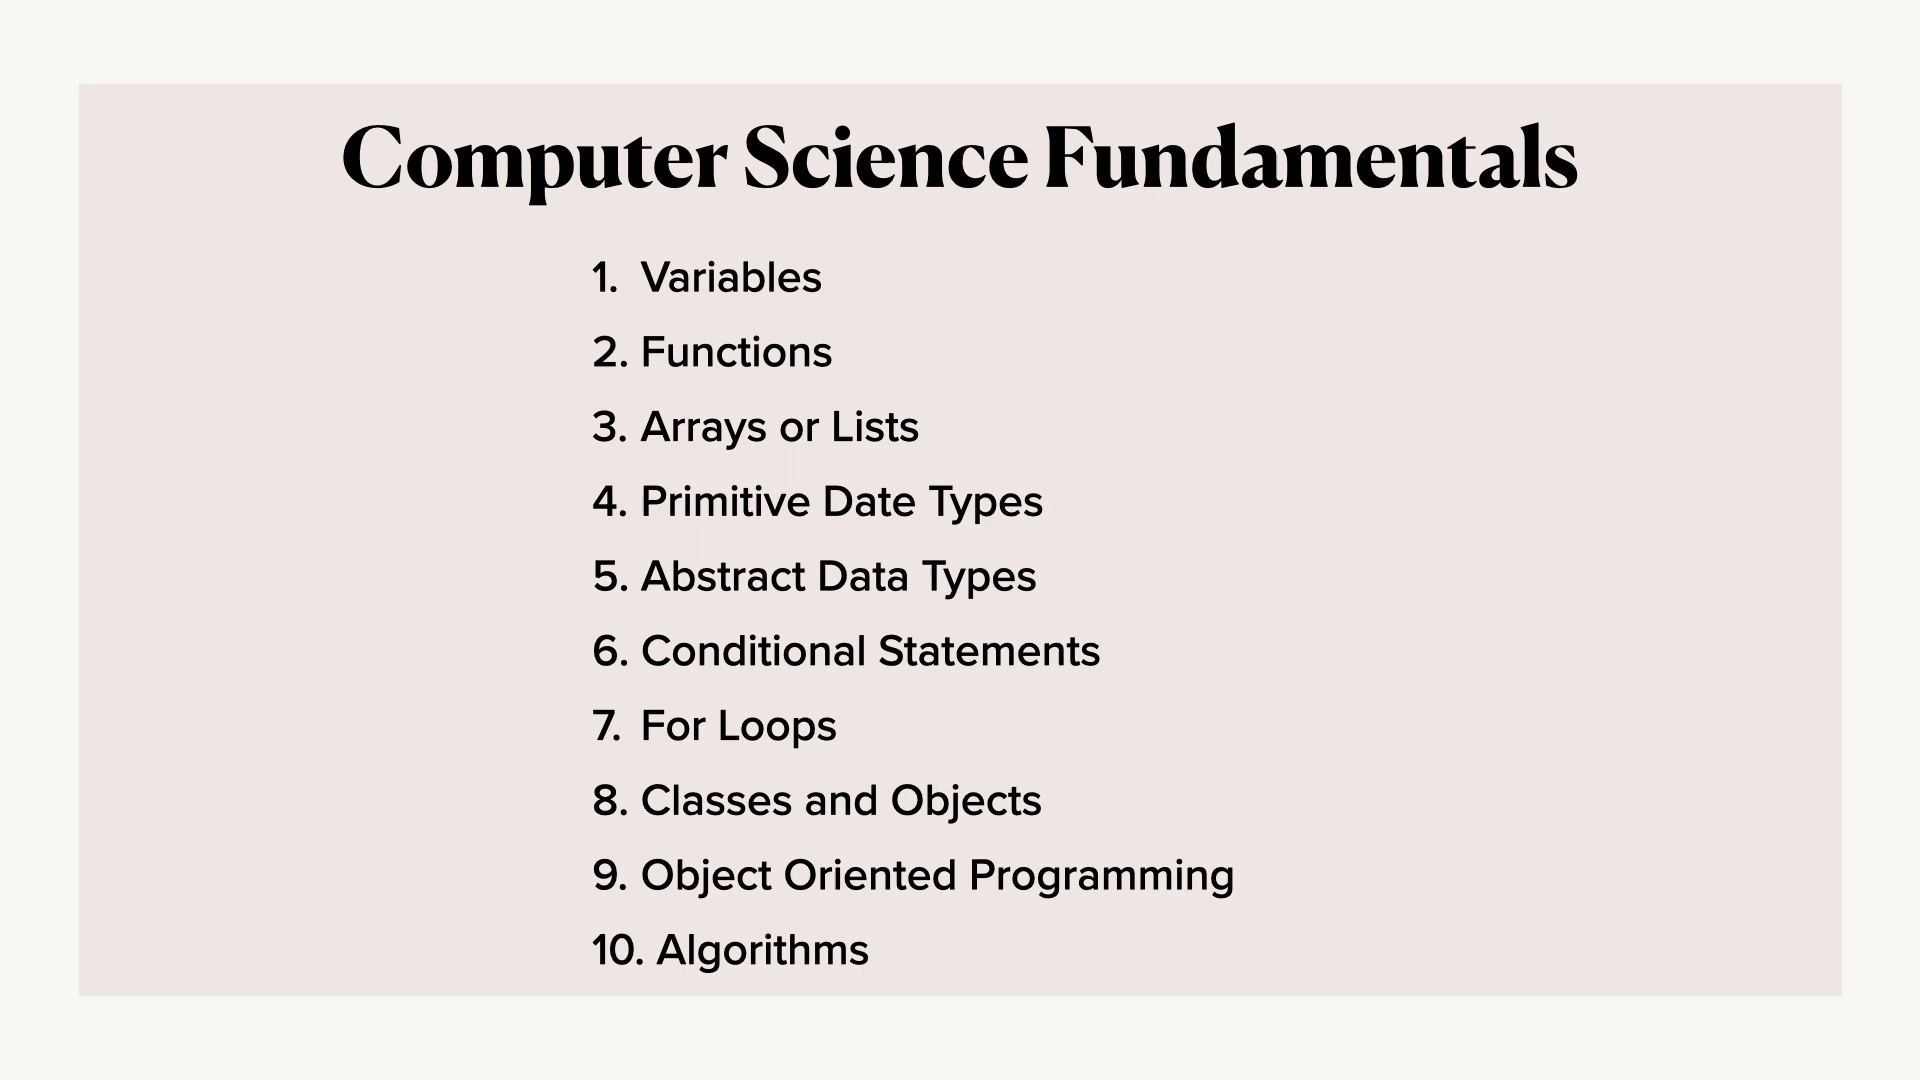 Computer Science Fundamentals
1. Variables
2. Functions
3. Arrays or Lists
4. Primitive Date Types
5. Abstract Data Types
6. Conditional Statements
7. For Loops
8. Classes and Objects
9. Object Oriented Programming
10. Algorithms